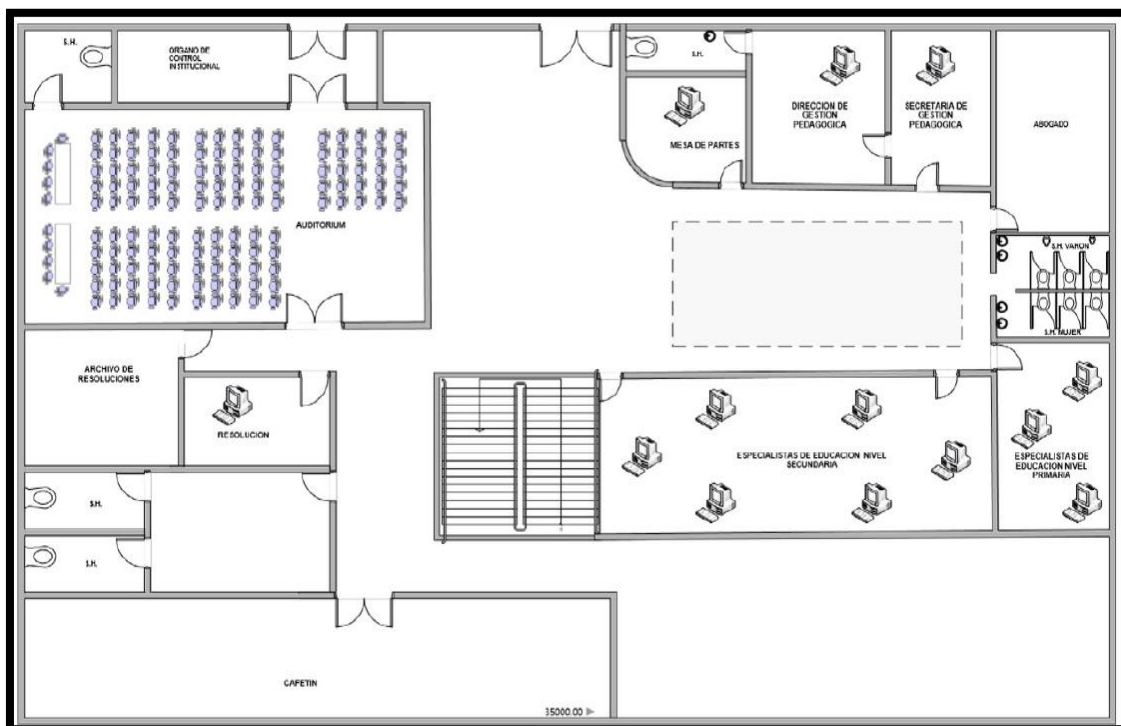 S.H.
ORGANO DE
CONTROL
INSTITUCIONAL
S.H.
MESA DE PARTES
DIRECCION DE
GESTION
PEDAGOGICA
SECRETARIA DE
GESTION
PEDAGOGICA
ABOGADO
AUDITORIUM
S.H. VARON
S.H. MUJER
ARCHIVO DE
RESOLUCIONES
RESOLUCION
ESPECIALISTAS DE EDUCACION NIVEL
SECUNDARIA
ESPECIALISTAS DE
EDUCACION NIVEL
PRIMARIA
S.H.
S.H.
CAFETIN
35000.00